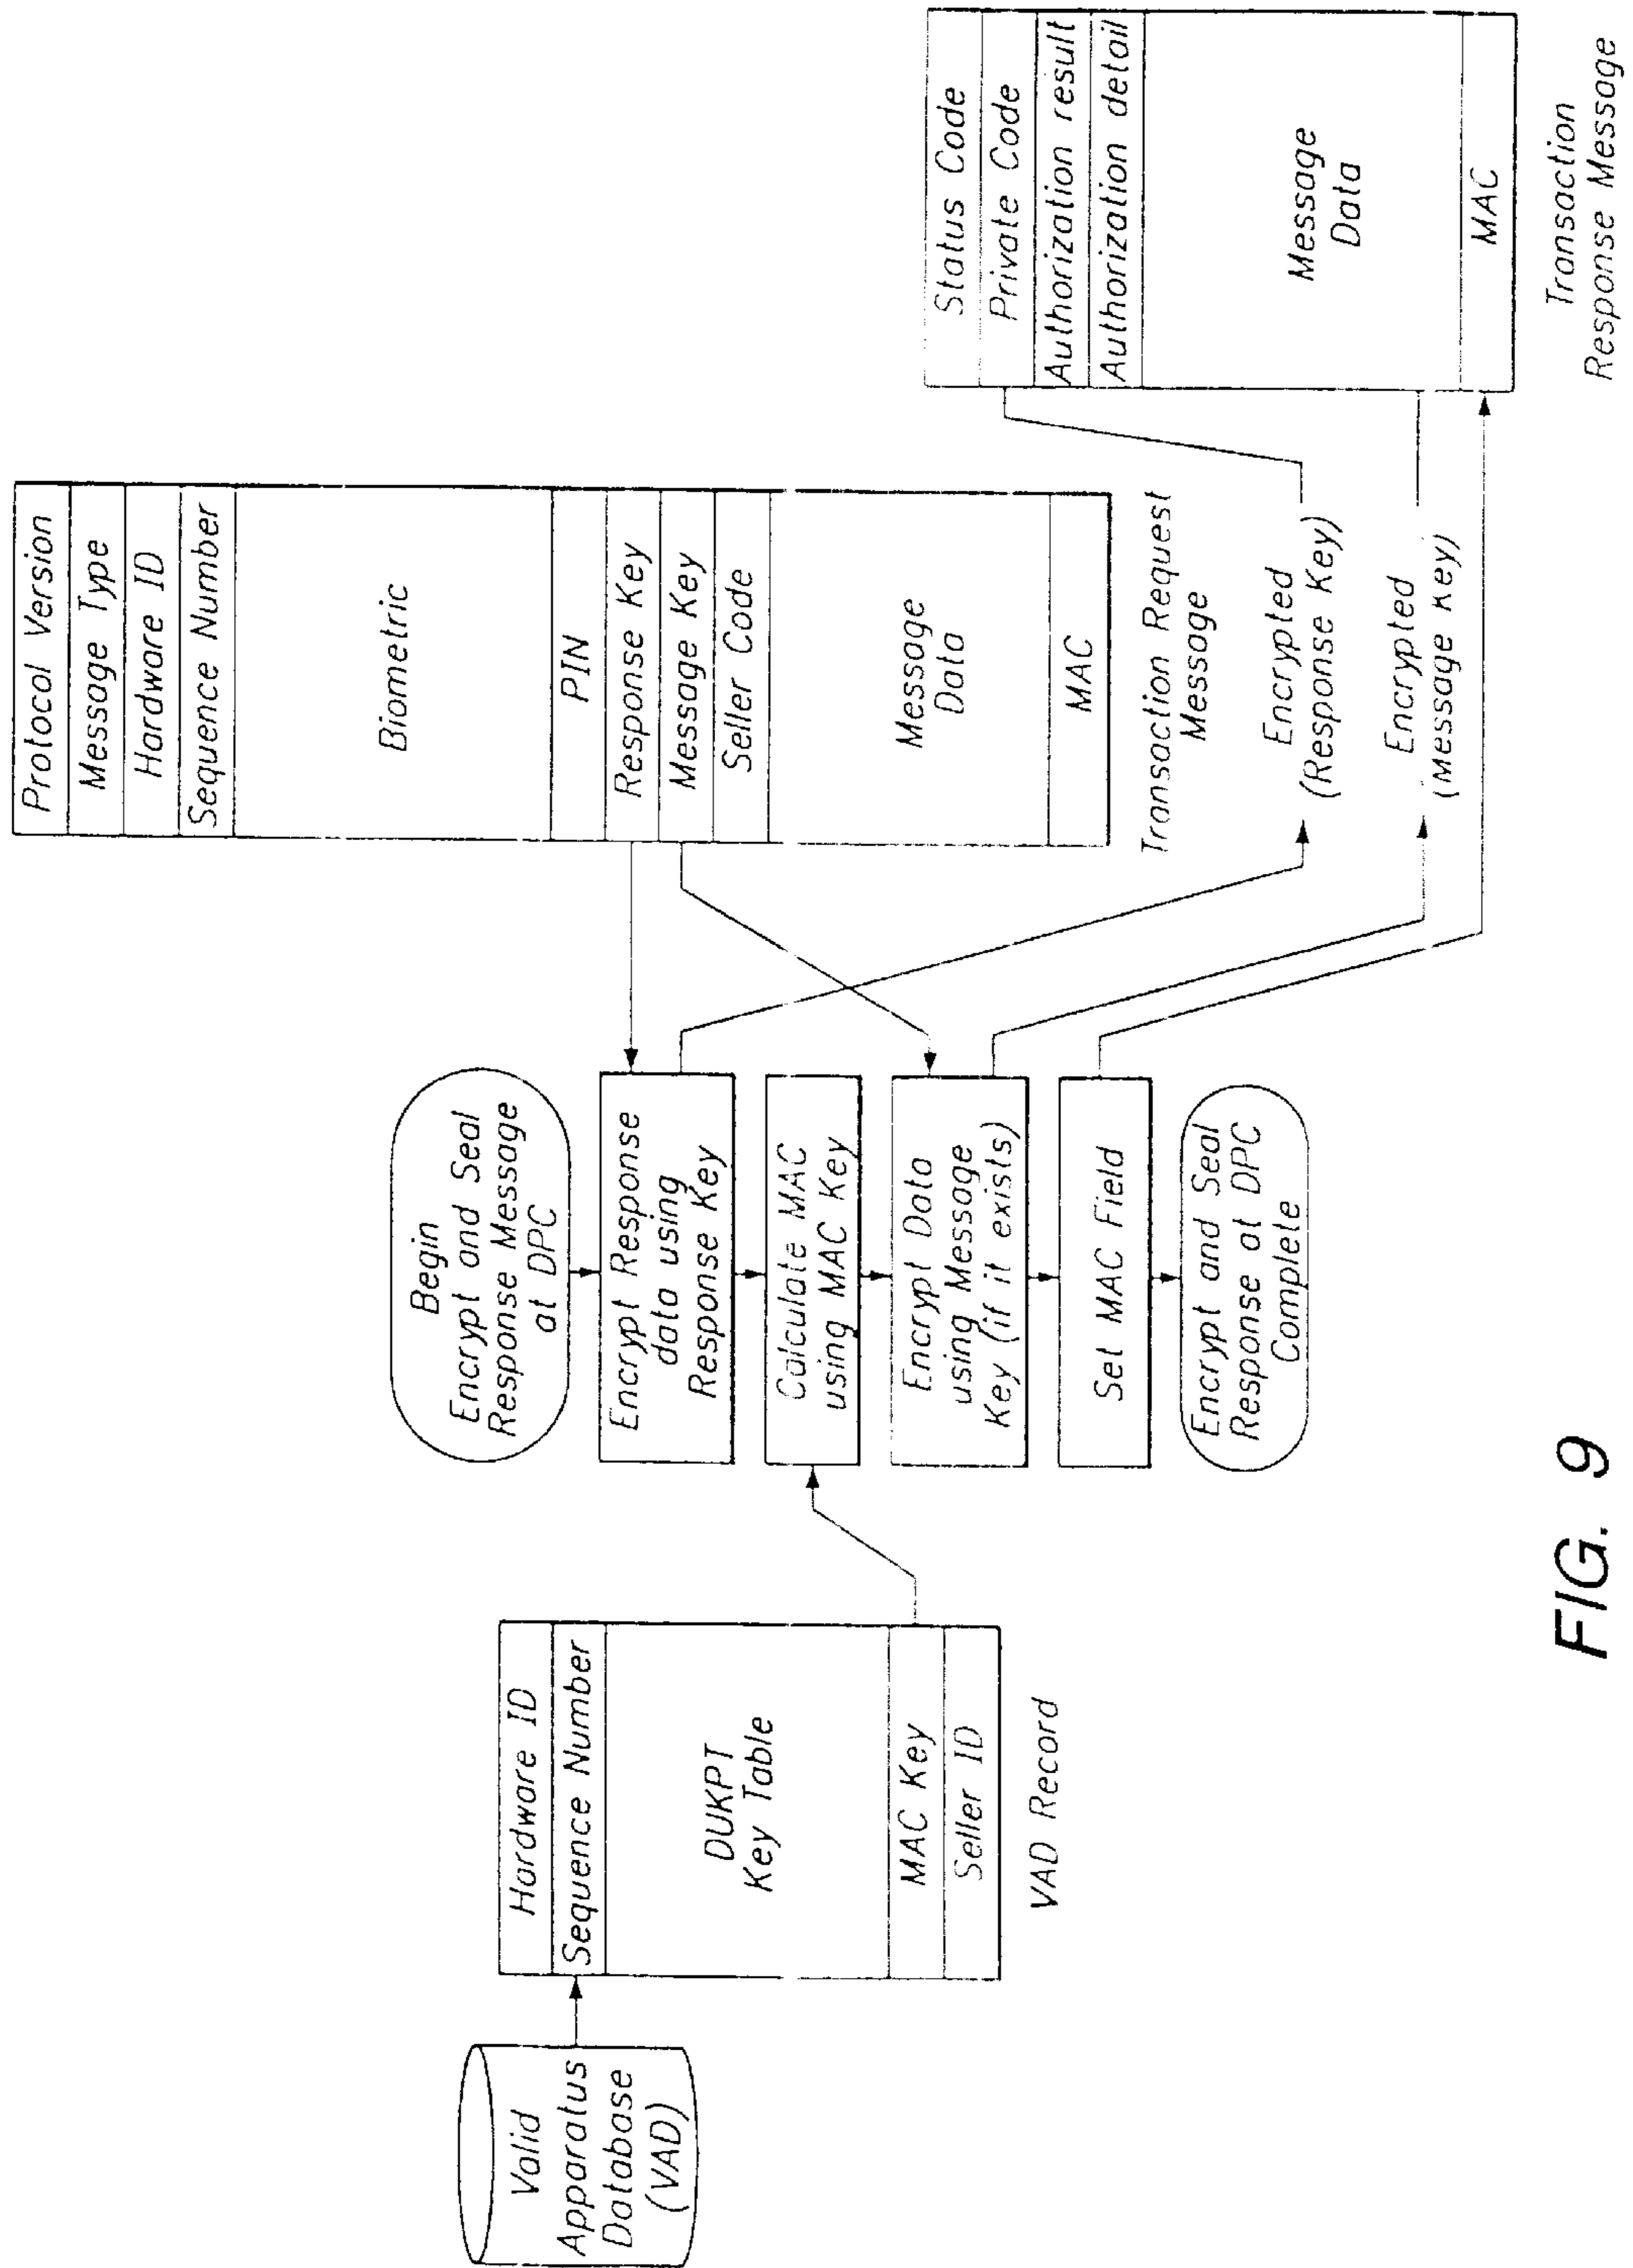 Valid
Apparatus
Database
(VAD)
Hardware ID
Sequence Number
DUKPT
Key Table
MAC Key
Seller ID
VAD Record
Begin
Encrypt and Seal
Response Message
at DPC
Encrypt Response
data using
Response Key
Calculate MAC
using MAC Key
Encrypt Data
using Message
Key (if it exists)
Set MAC Field
Encrypt and Seal
Response at DPC
Complete
Protocol Version
Message Type
Hardware ID
Sequence Number
Biometric
PIN
Response Key
Message Key
Seller Code
Message
Data
MAC
Transaction Request
Message
Encrypted
(Response Key)
Encrypted
(Message Key)
Status Code
Private Code
Authorization result
Authorization detail
Message
Data
MAC
Transaction
Response Message
FIG. 9